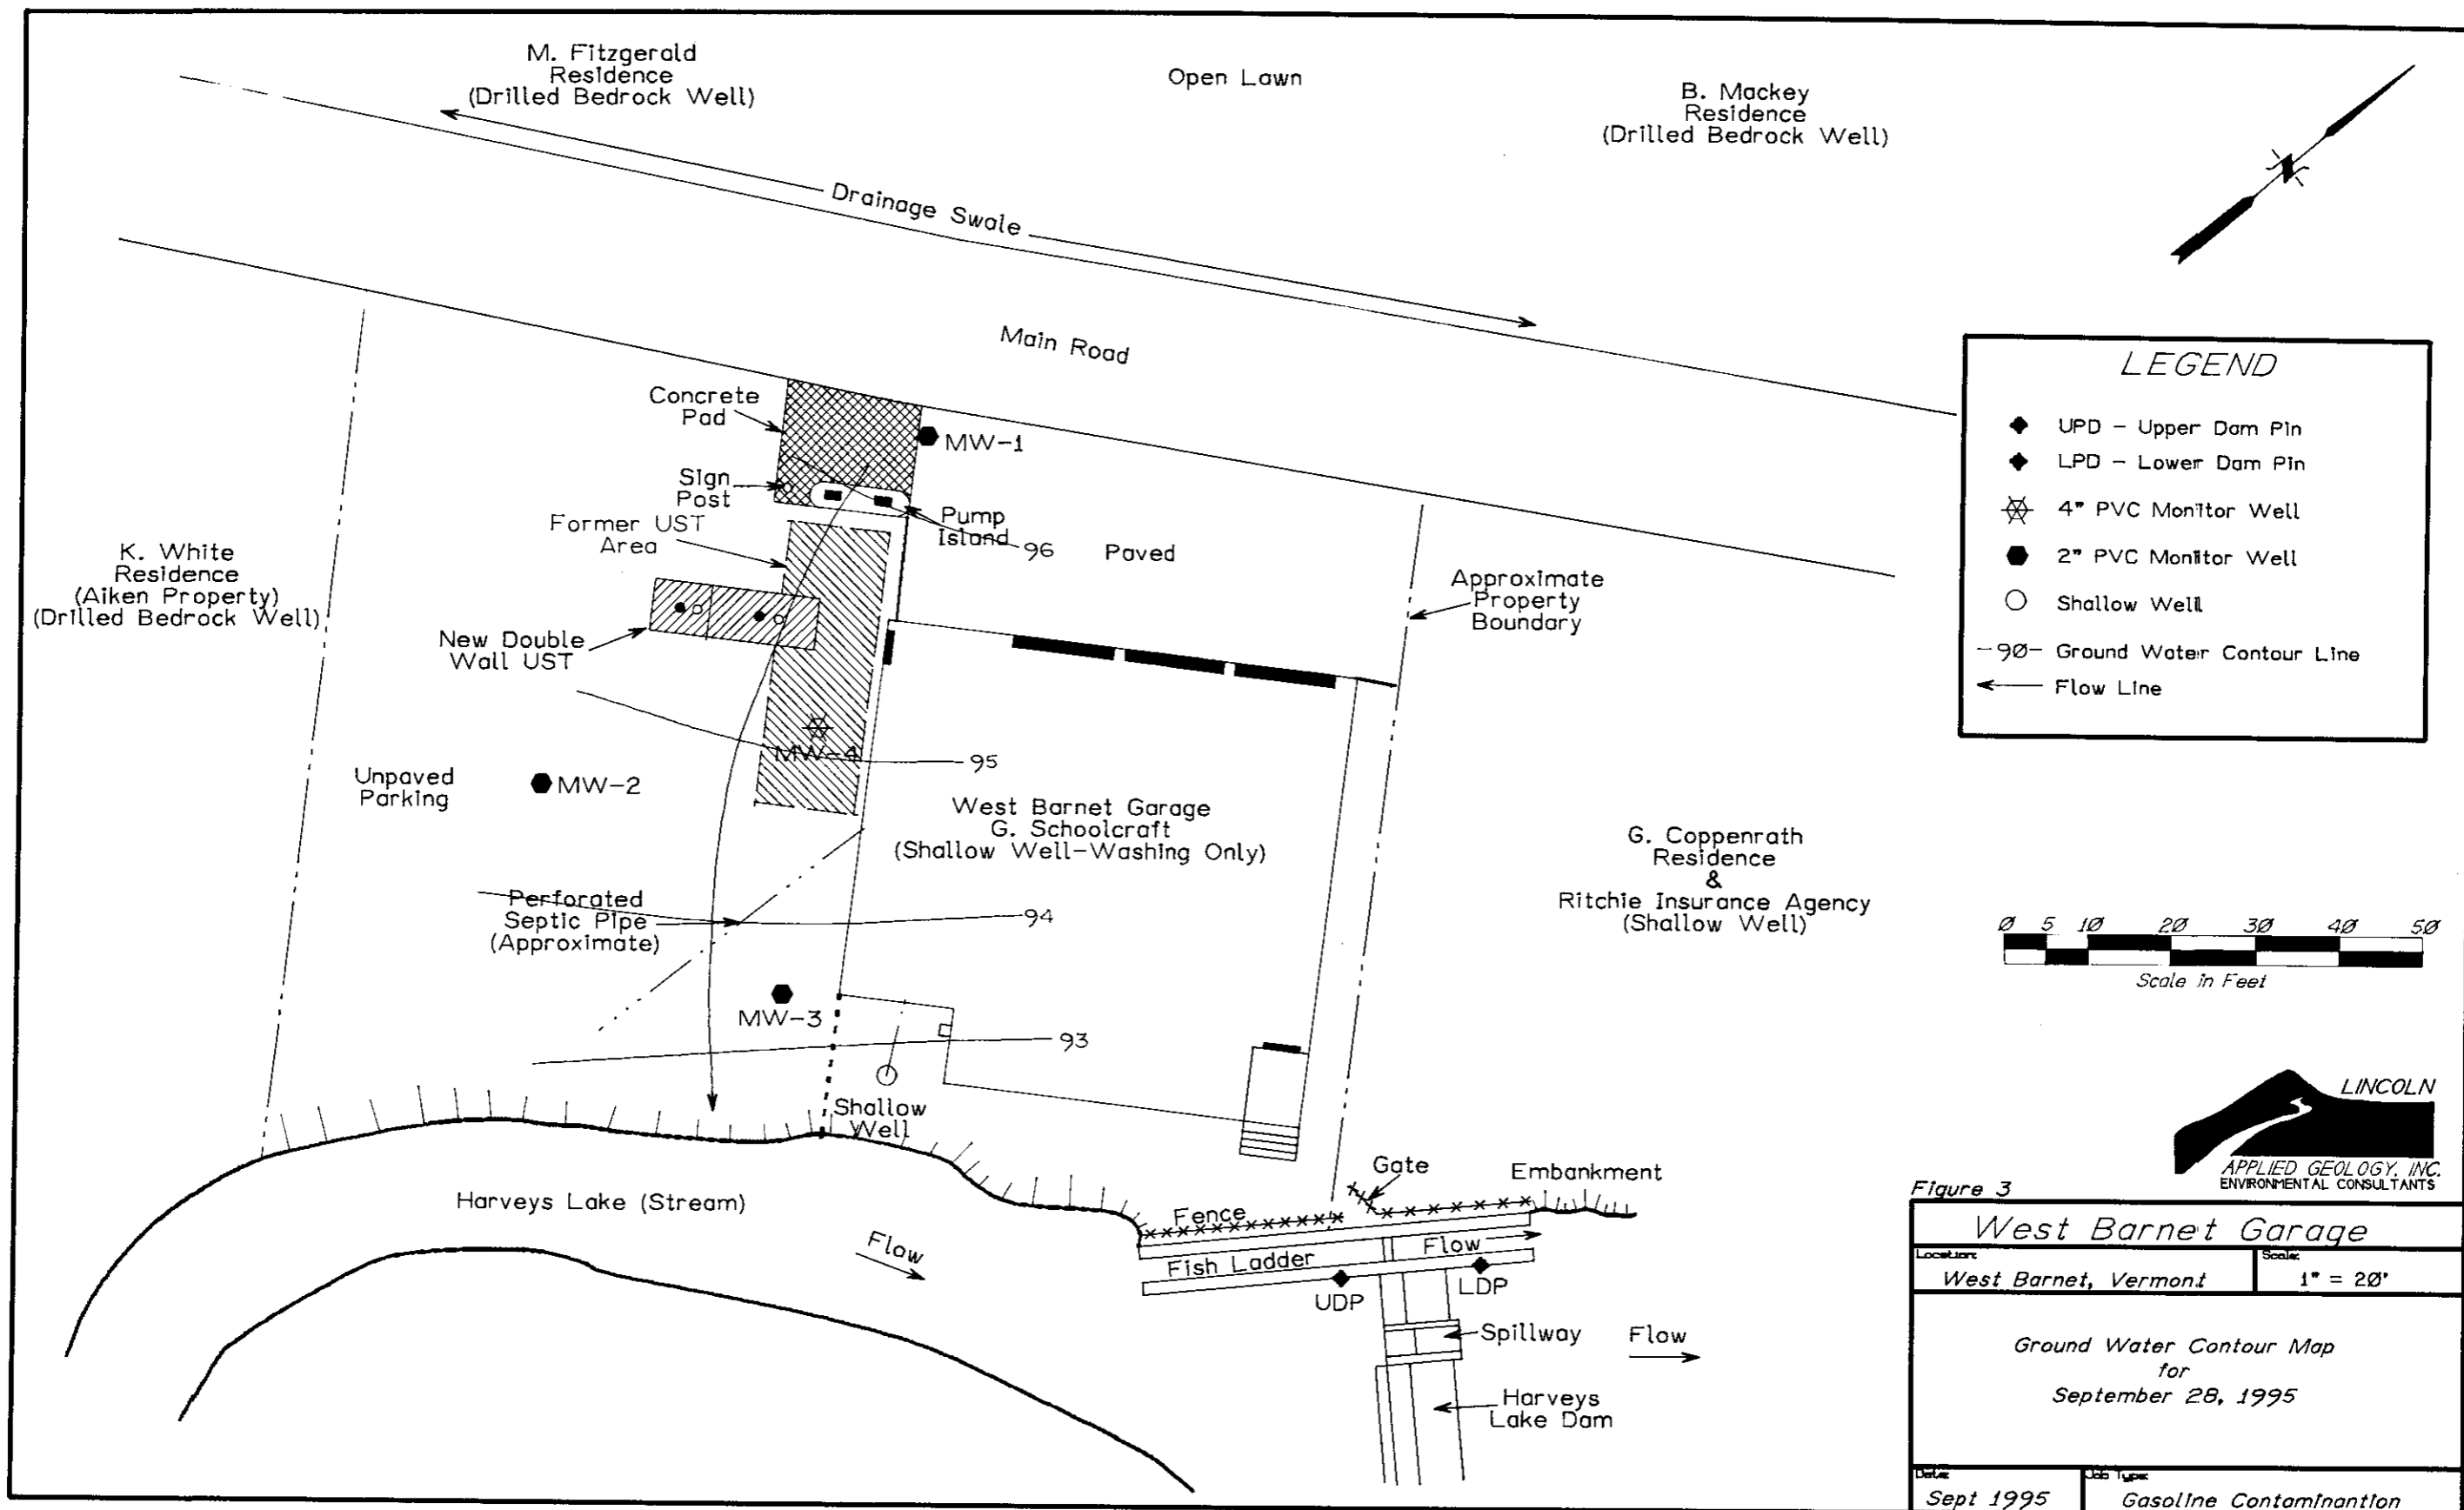 M. Fitzgerald
Residence
(Drilled Bedrock Well)
Open Lawn
B. Mackey
Residence
(Drilled Bedrock Well)
Drainage Swale
Main Road
N
LEGEND
UPD - Upper Dam Pin
LPD - Lower Dam Pin
4" PVC Monitor Well
2" PVC Monitor Well
Shallow Well
-90- Ground Water Contour Line
Flow Line
Concrete
Pad
MW-1
Sign
Post
Pump
Island
Former UST
Area
96
Paved
K. White
Residence
(Aiken Property)
(Drilled Bedrock Well)
New Double
Wall UST
Approximate
Property
Boundary
MW-4
95
Unpaved
Parking
MW-2
West Barnet Garage
G. Schoolcraft
(Shallow Well-Washing Only)
G. Coppenrath
Residence
&
Ritchie Insurance Agency
(Shallow Well)
Perforated
Septic Pipe
(Approximate)
94
0 5 10 20 30 40 50
Scale in Feet
MW-3
93
Shallow
Well
LINCOLN
APPLIED GEOLOGY, INC.
ENVIRONMENTAL CONSULTANTS
Harveys Lake (Stream)
Flow
Gate
Embankment
Fence
Fish Ladder
Flow
UDP
LDP
Spillway
Flow
Harveys
Lake Dam
Figure 3
West Barnet Garage
Location:
West Barnet, Vermont
Scale:
1" = 20'
Ground Water Contour Map
for
September 28, 1995
Date:
Sept 1995
Job Type:
Gasoline Contaminantion